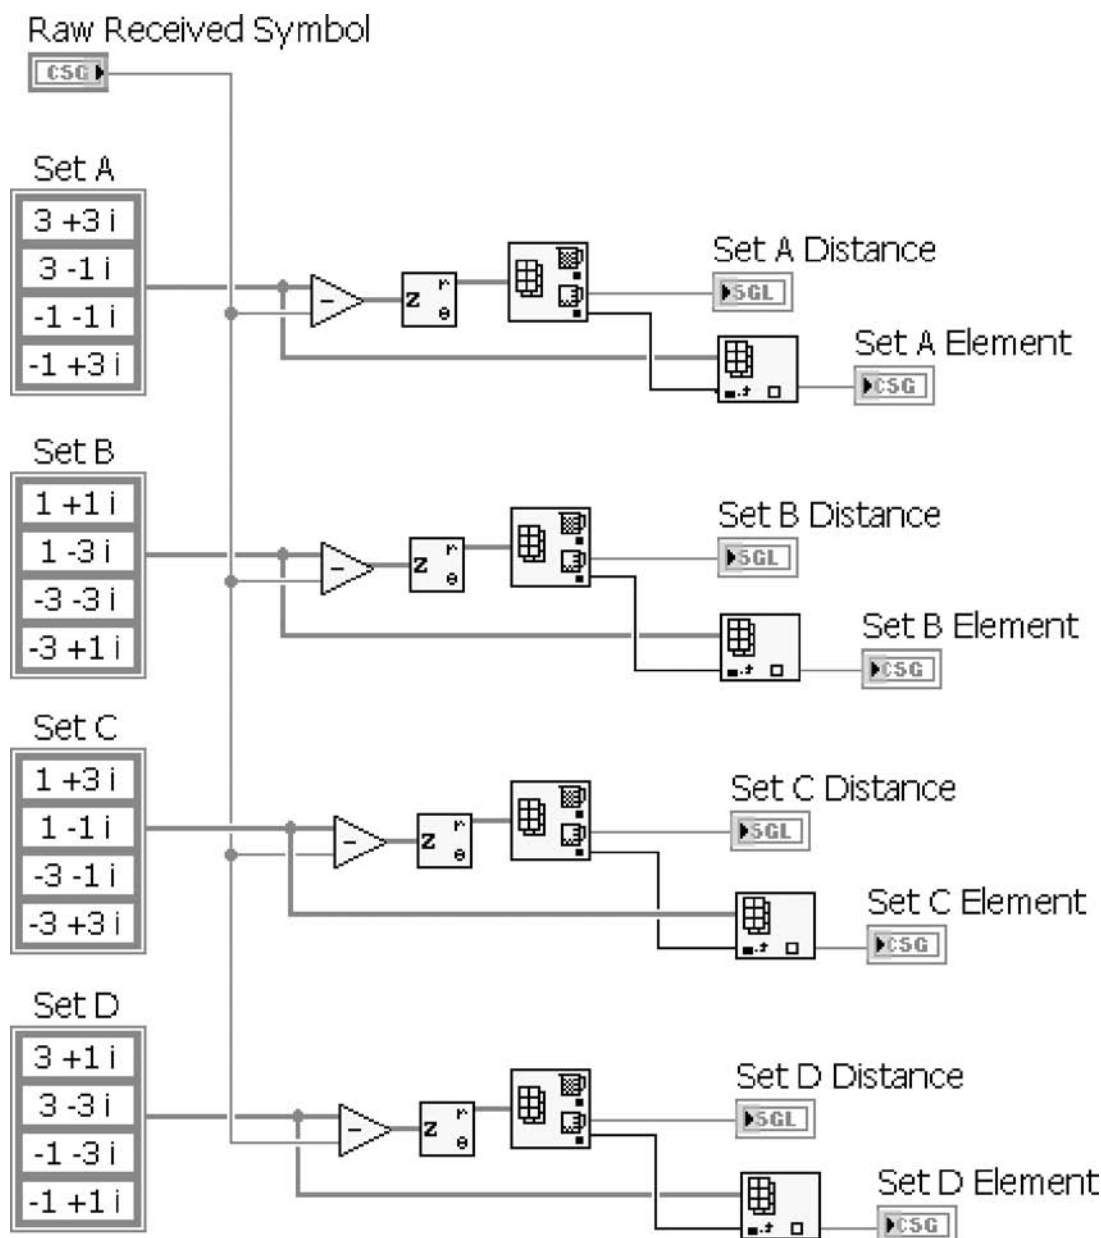 Raw Received Symbol
CSG
Set A
3 +3 i
3 -1 i
-1 -1 i
-1 +3 i
z r θ
Set A Distance
SGL
Set A Element
CSG
Set B
1 +1 i
1 -3 i
-3 -3 i
-3 +1 i
z r θ
Set B Distance
SGL
Set B Element
CSG
Set C
1 +3 i
1 -1 i
-3 -1 i
-3 +3 i
z r θ
Set C Distance
SGL
Set C Element
CSG
Set D
3 +1 i
3 -3 i
-1 -3 i
-1 +1 i
z r θ
Set D Distance
SGL
Set D Element
CSG